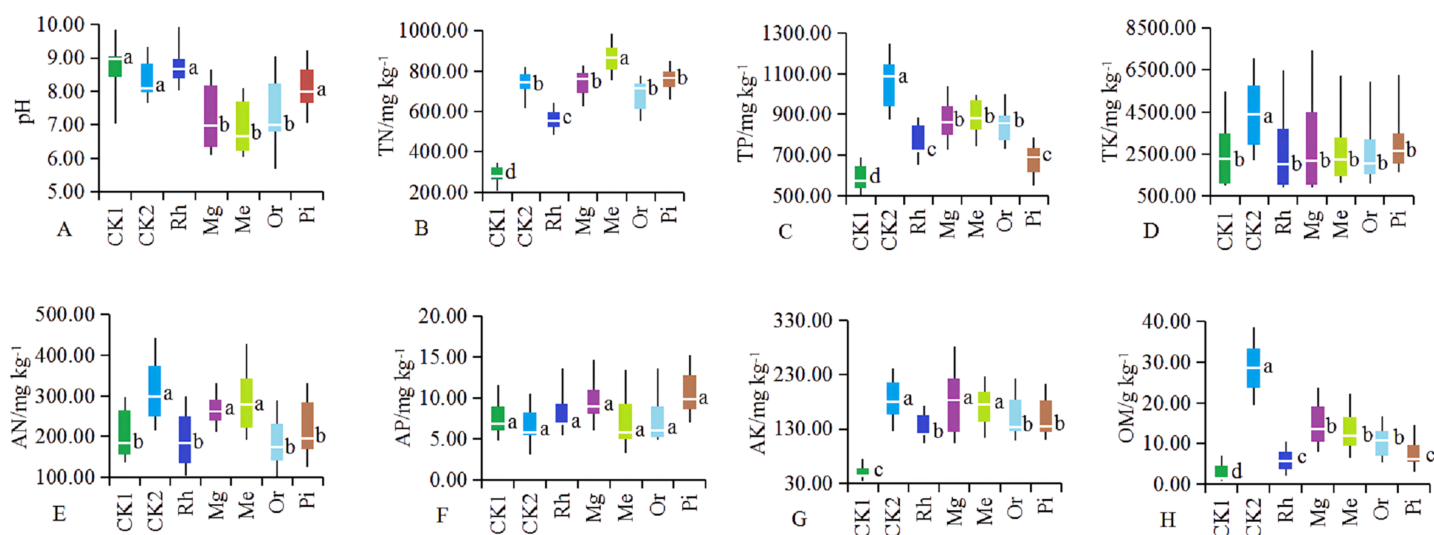 pH
10.00
9.00
8.00
7.00
6.00
5.00
a
a
a
b
b
b
a
CK1
CK2
Rh
Mg
Me
Or
Pi
A
TN/mg kg⁻¹
1000.00
800.00
600.00
400.00
200.00
d
b
c
b
a
b
b
CK1
CK2
Rh
Mg
Me
Or
Pi
B
TP/mg kg⁻¹
1300.00
1100.00
900.00
700.00
500.00
d
a
c
b
b
b
c
CK1
CK2
Rh
Mg
Me
Or
Pi
C
TK/mg kg⁻¹
8500.00
6500.00
4500.00
2500.00
500.00
b
a
b
b
b
b
b
CK1
CK2
Rh
Mg
Me
Or
Pi
D
AN/mg kg⁻¹
500.00
400.00
300.00
200.00
100.00
b
a
b
a
a
b
b
CK1
CK2
Rh
Mg
Me
Or
Pi
E
AP/mg kg⁻¹
20.00
15.00
10.00
5.00
0.00
a
a
a
a
a
a
a
CK1
CK2
Rh
Mg
Me
Or
Pi
F
AK/mg kg⁻¹
330.00
230.00
130.00
30.00
c
a
b
a
a
b
b
CK1
CK2
Rh
Mg
Me
Or
Pi
G
OM/g kg⁻¹
40.00
30.00
20.00
10.00
0.00
d
a
c
b
b
b
c
CK1
CK2
Rh
Mg
Me
Or
Pi
H